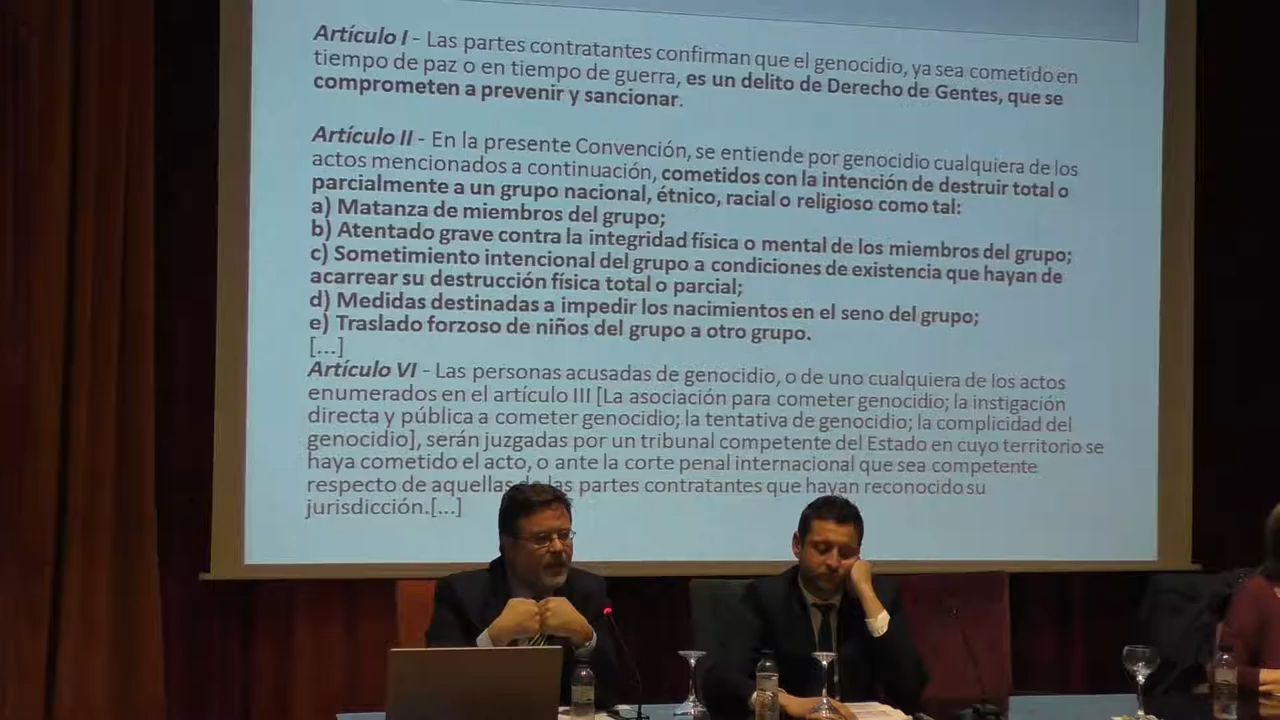 Artículo I - Las partes contratantes confirman que el genocidio, ya sea cometido en
tiempo de paz o en tiempo de guerra, es un delito de Derecho de Gentes, que se
comprometen a prevenir y sancionar.
Artículo II - En la presente Convención, se entiende por genocidio cualquiera de los
actos mencionados a continuación, cometidos con la intención de destruir total o
parcialmente a un grupo nacional, étnico, racial o religioso como tal:
a) Matanza de miembros del grupo;
b) Atentado grave contra la integridad física o mental de los miembros del grupo;
c) Sometimiento intencional del grupo a condiciones de existencia que hayan de
acarrear su destrucción física total o parcial;
d) Medidas destinadas a impedir los nacimientos en el seno del grupo;
e) Traslado forzoso de niños del grupo a otro grupo.
[...]
Artículo VI - Las personas acusadas de genocidio, o de uno cualquiera de los actos
enumerados en el artículo III [La asociación para cometer genocidio; la instigación
directa y pública a cometer genocidio; la tentativa de genocidio; la complicidad del
genocidio], serán juzgadas por un tribunal competente del Estado en cuyo territorio se
haya cometido el acto, o ante la corte penal internacional que sea competente
respecto de aquellas de las partes contratantes que hayan reconocido su
jurisdicción.[...]